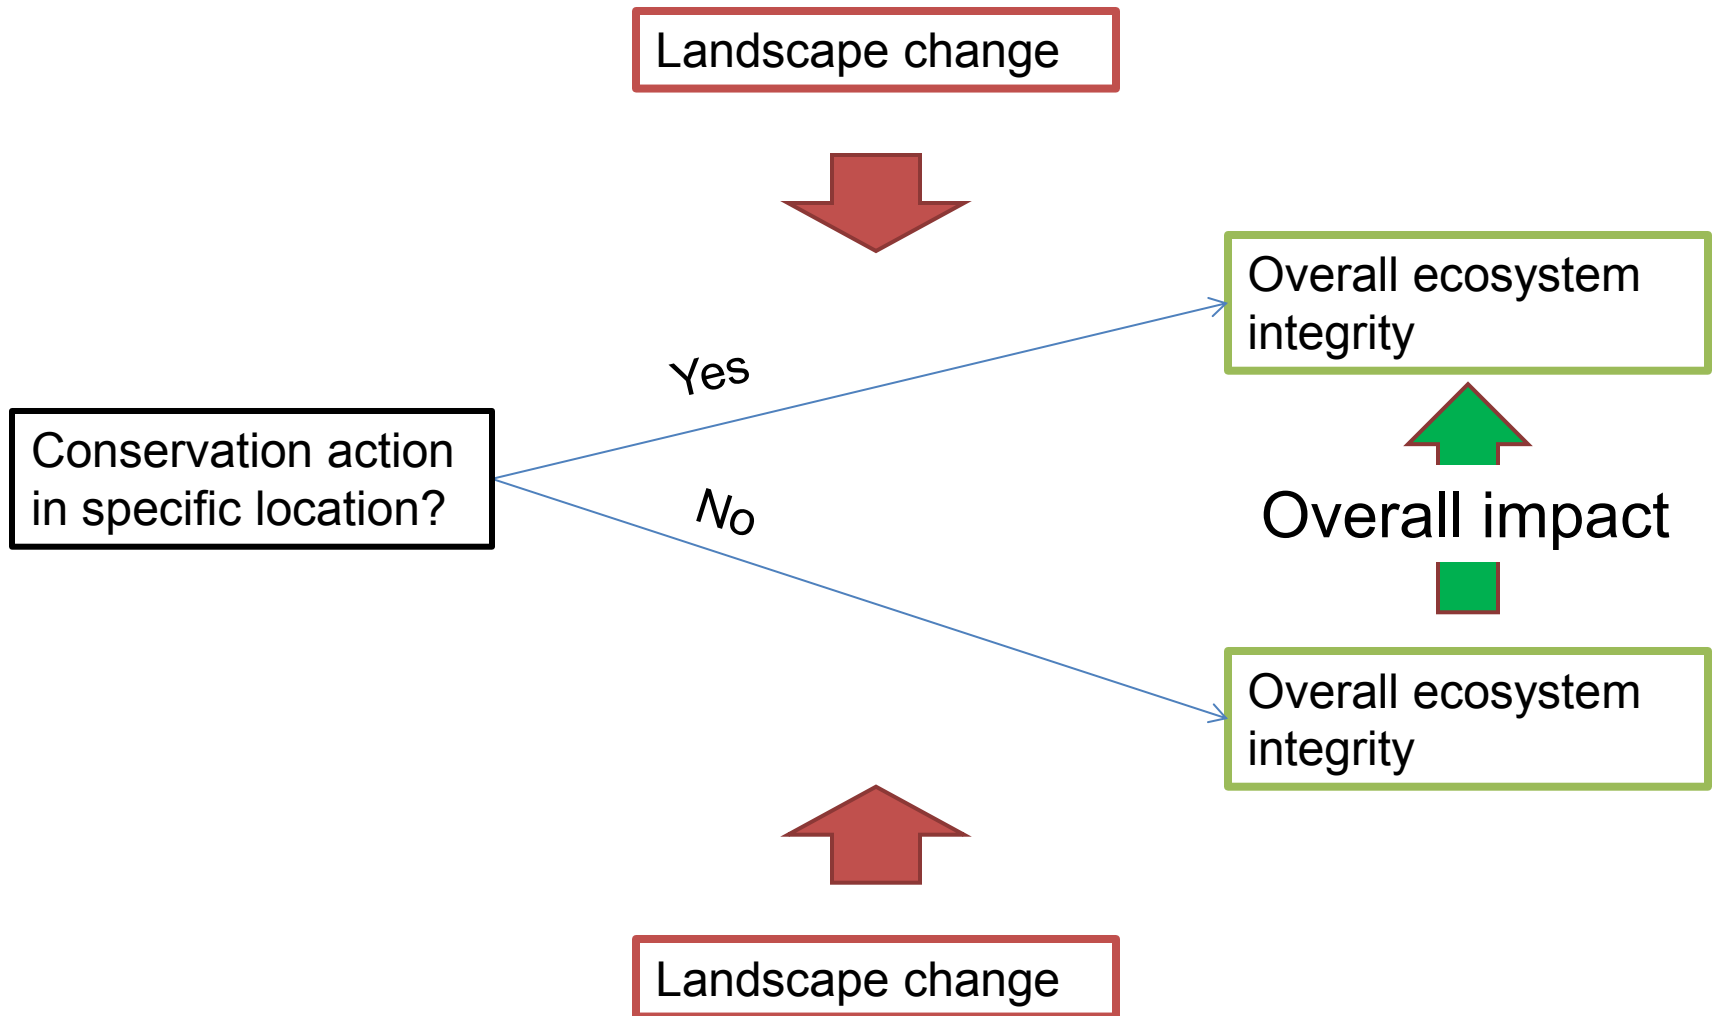 Landscape change
Overall ecosystem
integrity
Yes
Conservation action
in specific location?
No
Overall impact
Overall ecosystem
integrity
Landscape change